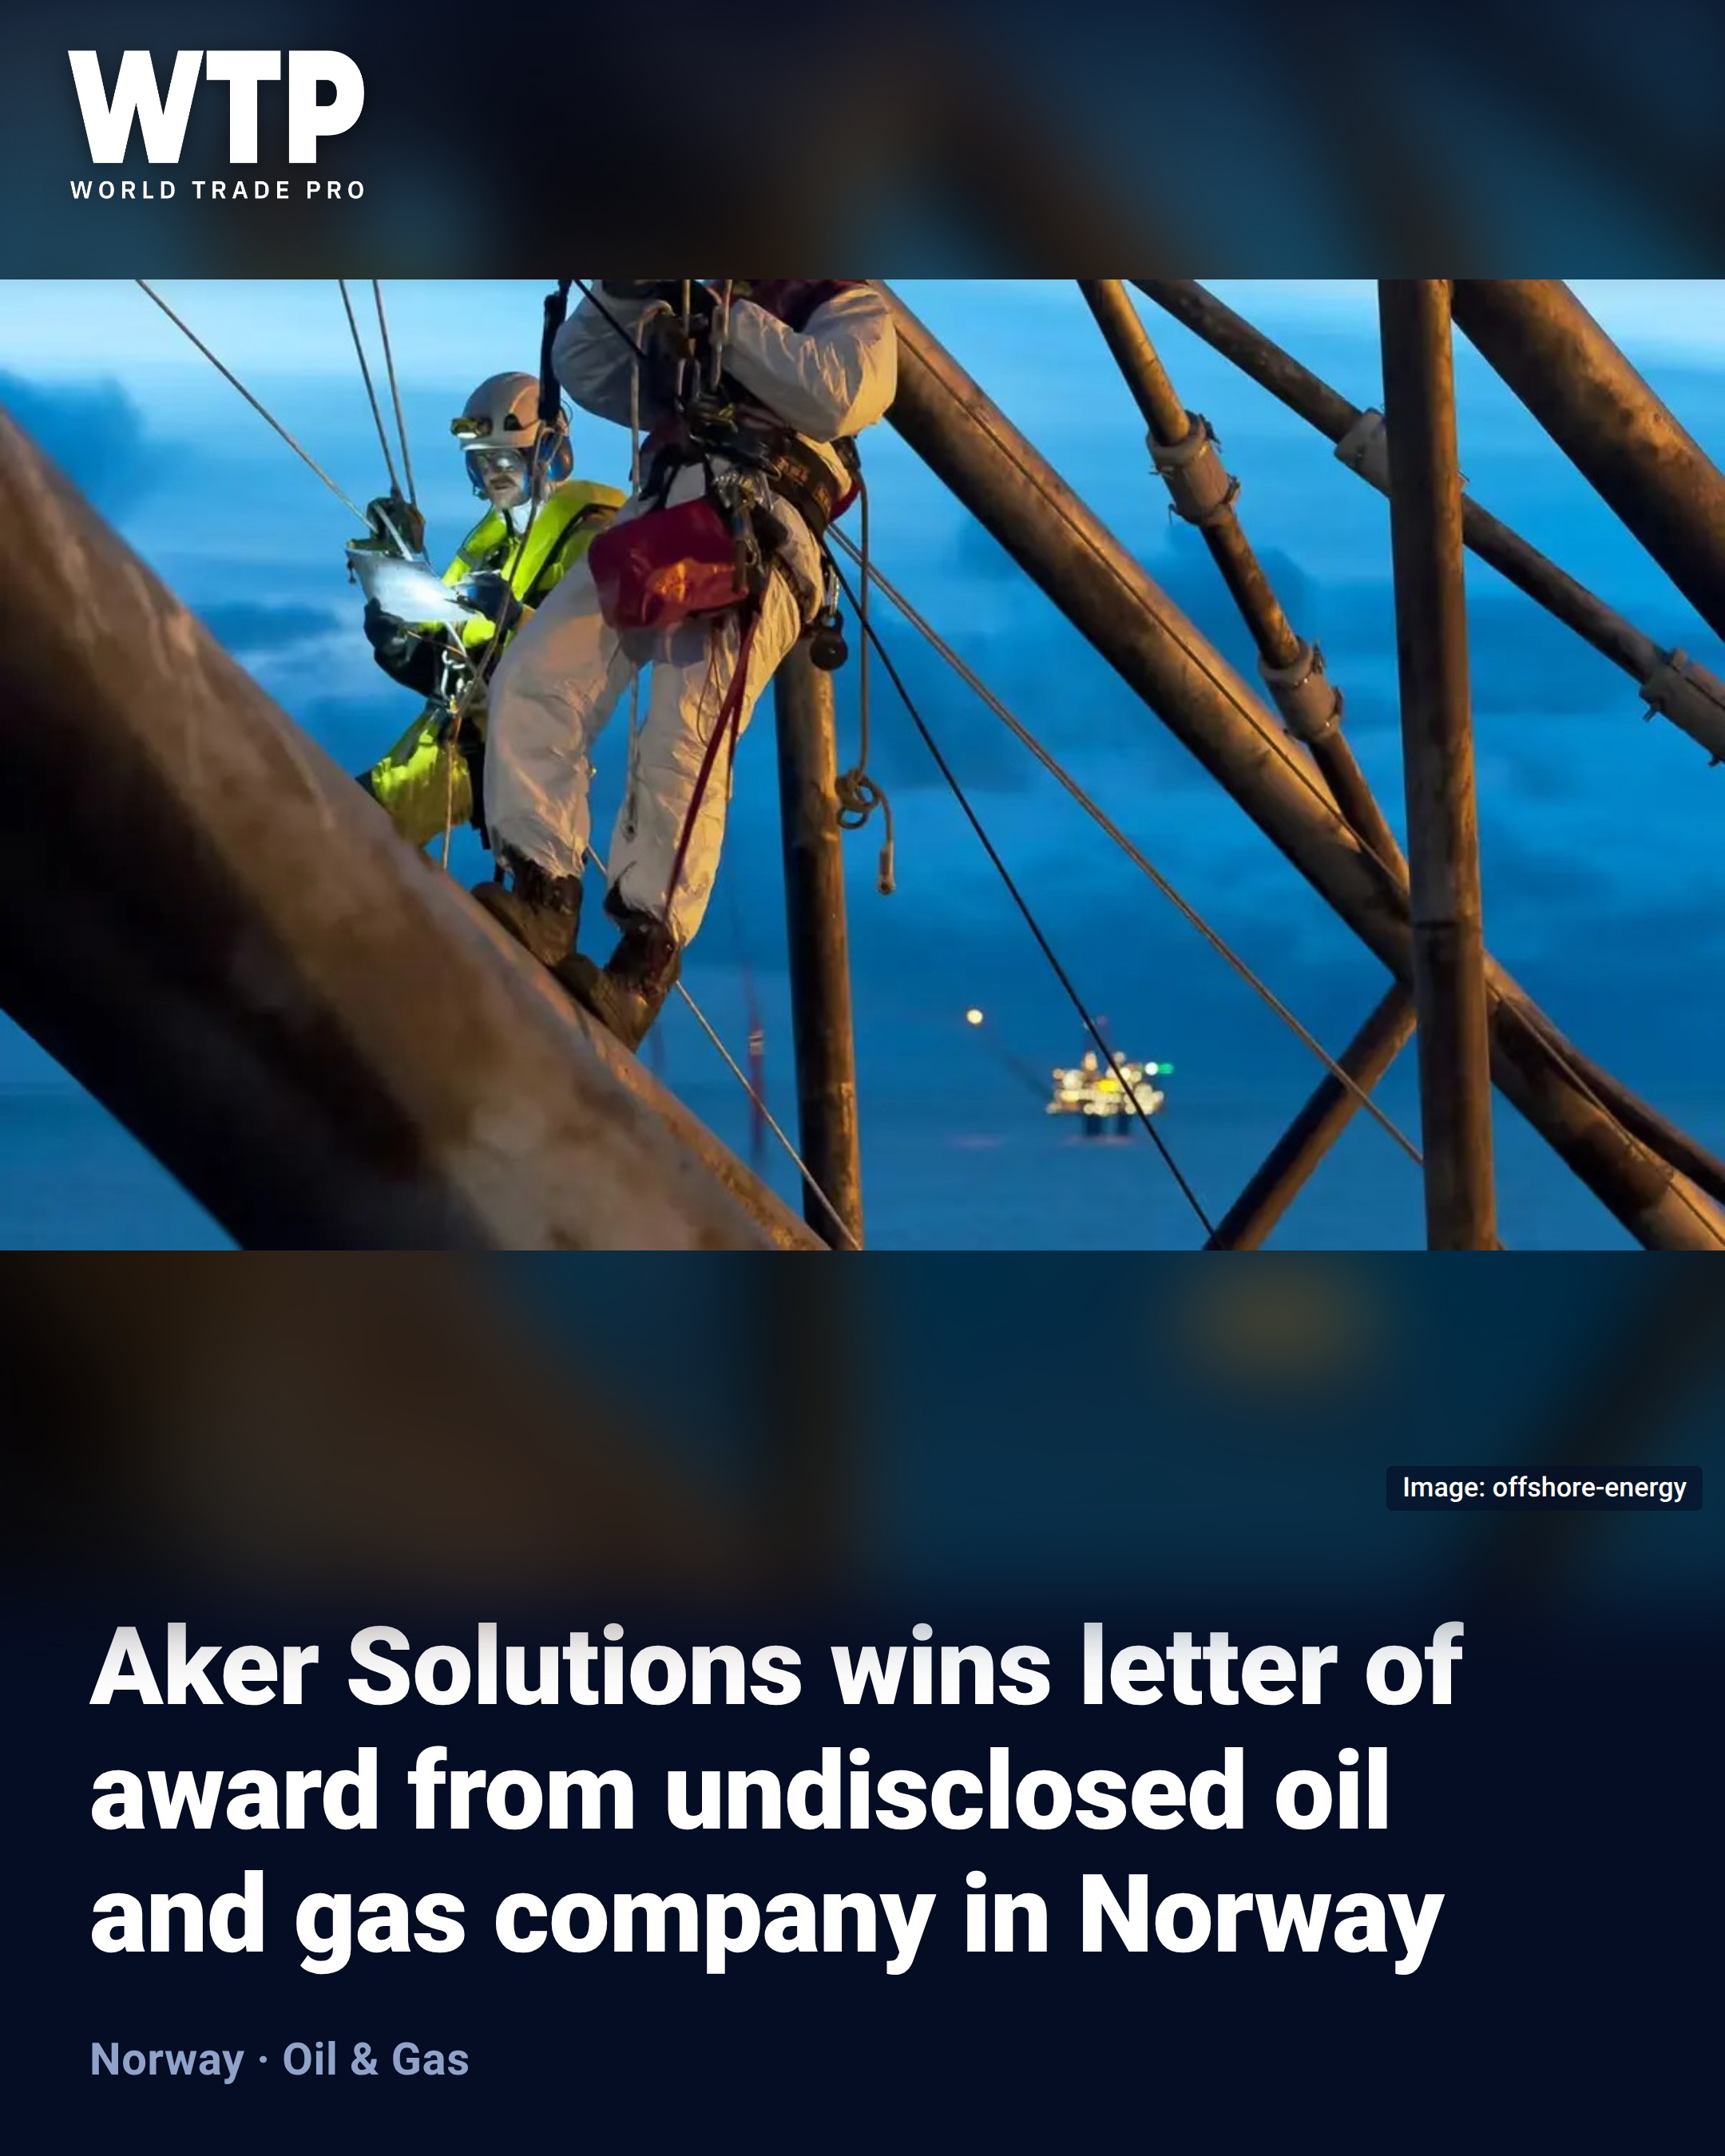 WTP
WORLD TRADE PRO
Image: offshore-energy
Aker Solutions wins letter of
award from undisclosed oil
and gas company in Norway
Norway · Oil & Gas